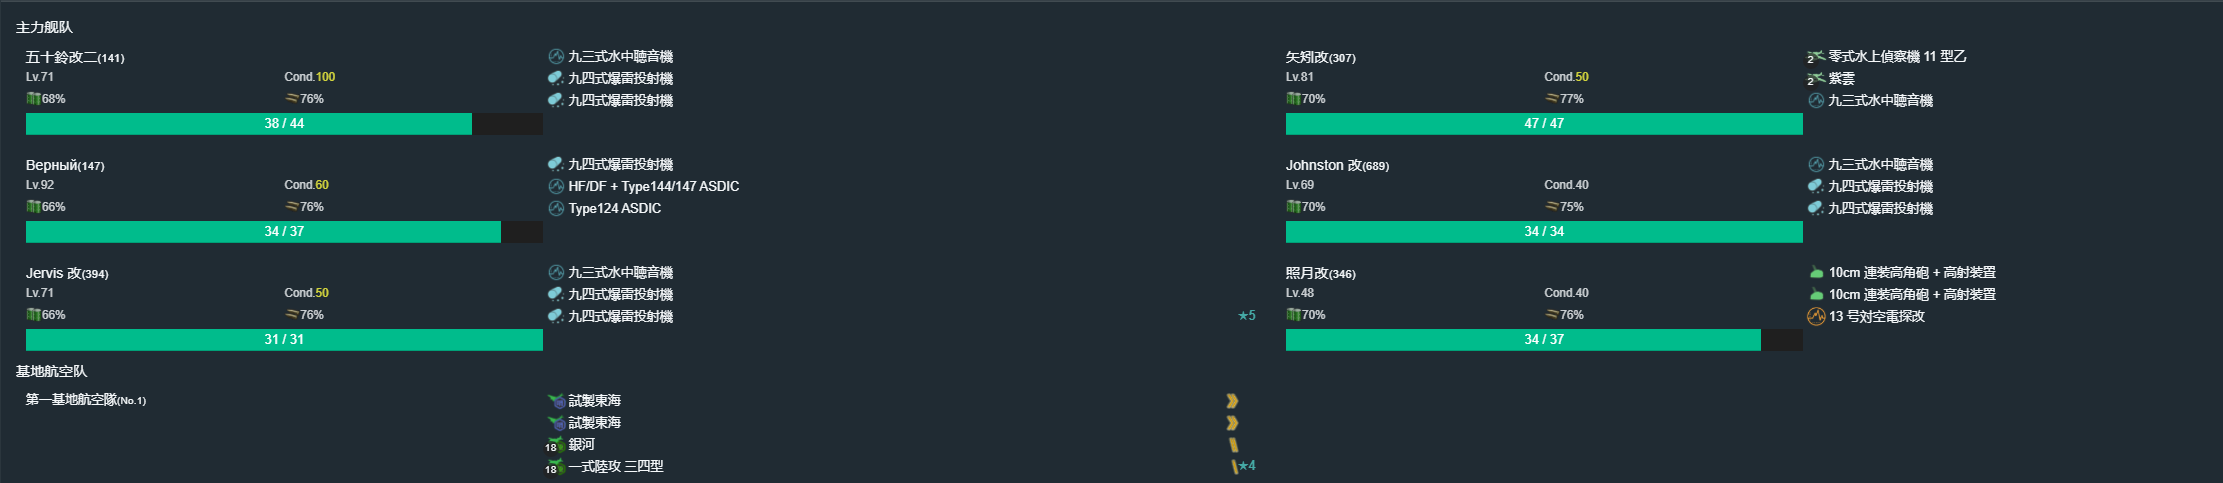 主力舰队
五十鈴改二(141)
Lv.71
Cond.100
68%
76%
38 / 44
九三式水中聴音機
九四式爆雷投射機
九四式爆雷投射機
矢矧改(307)
Lv.81
Cond.50
70%
77%
47 / 47
2 零式水上偵察機 11 型乙
2 紫雲
九三式水中聴音機
Верный(147)
Lv.92
Cond.60
66%
76%
34 / 37
九四式爆雷投射機
HF/DF + Type144/147 ASDIC
Type124 ASDIC
Johnston 改(689)
Lv.69
Cond.40
70%
75%
34 / 34
九三式水中聴音機
九四式爆雷投射機
九四式爆雷投射機
Jervis 改(394)
Lv.71
Cond.50
66%
76%
31 / 31
九三式水中聴音機
九四式爆雷投射機
九四式爆雷投射機 ★5
照月改(346)
Lv.48
Cond.40
70%
76%
34 / 37
10cm 連装高角砲 + 高射装置
10cm 連装高角砲 + 高射装置
13 号対空電探改
基地航空队
第一基地航空隊(No.1)
試製東海
試製東海
18 銀河
18 一式陸攻 三四型 ★4